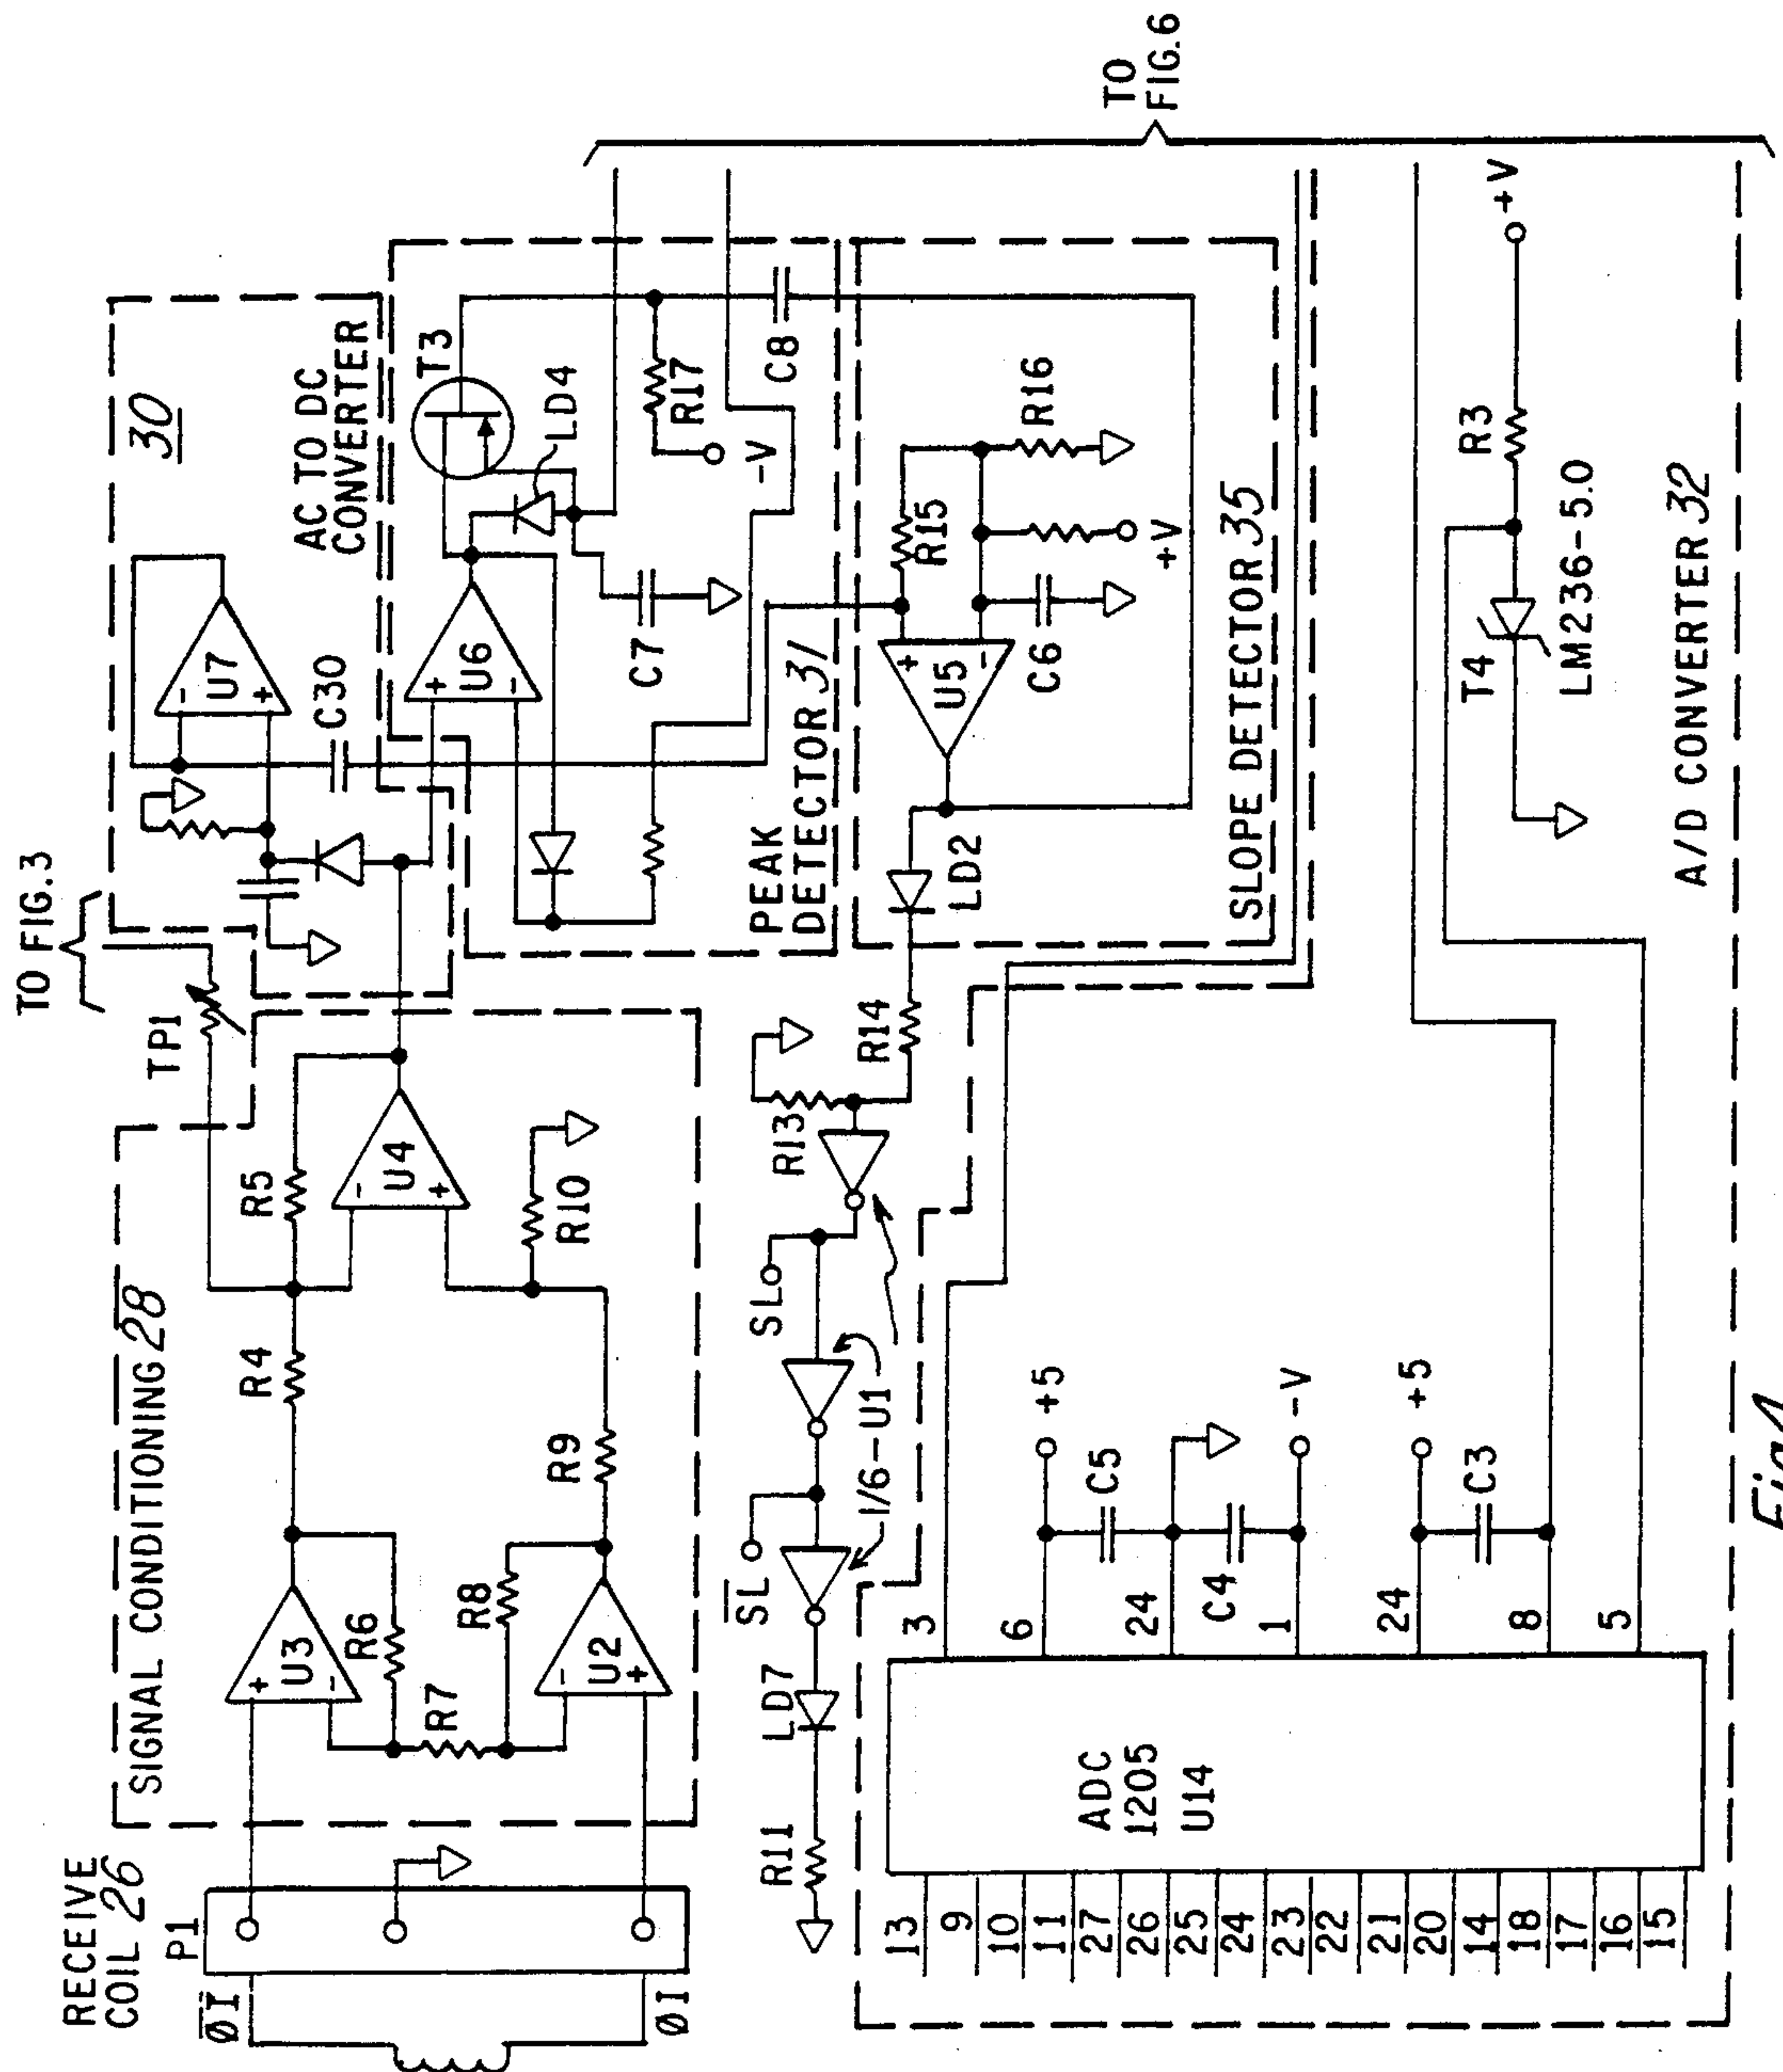 RECEIVE
COIL 26
P1
Ø̅I̅
ØI
SIGNAL CONDITIONING 28
U3
+
-
R6
R7
R8
U2
-
+
R4
R9
R5
U4
-
+
R10
TP1
TO FIG.3
30
AC TO DC
CONVERTER
U7
-
+
C30
T3
LD4
U6
+
-
C7
R17
-V
C8
PEAK
DETECTOR 31
R15
R16
U5
+
-
C6
+V
LD2
SLOPE DETECTOR 35
TO
FIG.6
R14
R13
SL
1/6-U1
S̅L̅
LD7
R11
ADC
1205
U14
13
9
10
11
27
26
25
24
23
22
21
20
14
18
17
16
15
3
6
24
1
24
8
5
+5
C5
C4
-V
+5
C3
T4
LM236-5.0
R3
+V
A/D CONVERTER 32
Fig4